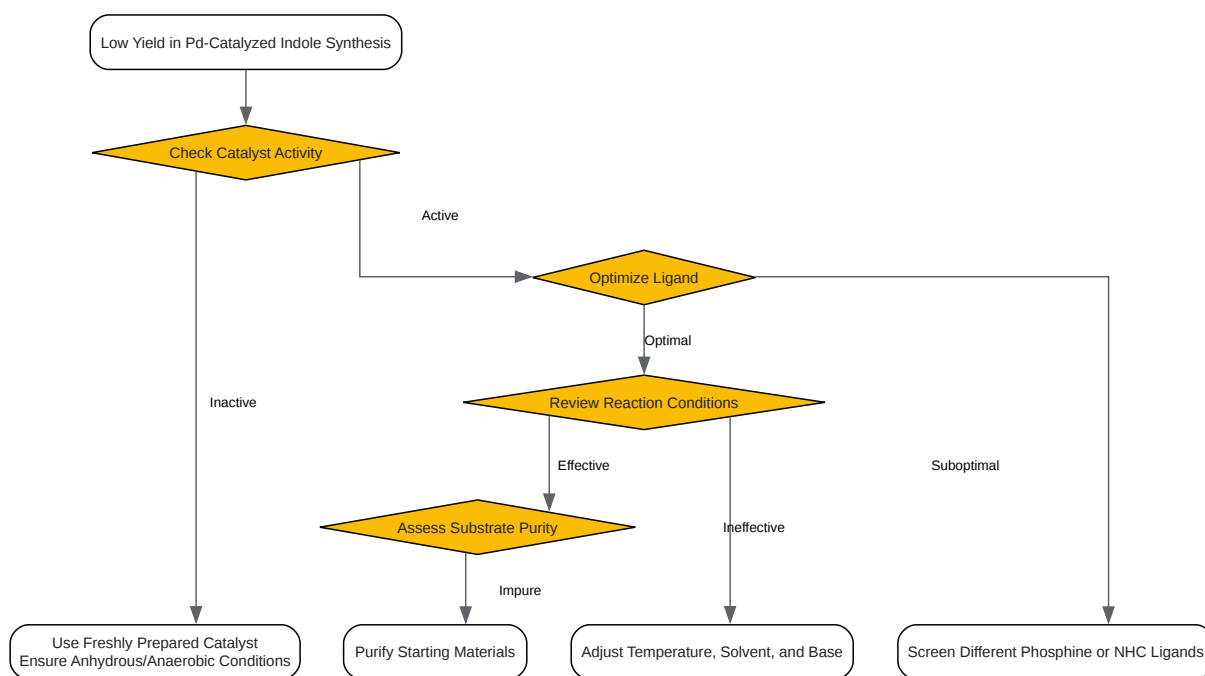 Low Yield in Pd-Catalyzed Indole Synthesis
Check Catalyst Activity
Active
Optimize Ligand
Optimal
Inactive
Review Reaction Conditions
Effective
Suboptimal
Assess Substrate Purity
Ineffective
Impure
Use Freshly Prepared Catalyst
Ensure Anhydrous/Anaerobic Conditions
Purify Starting Materials
Adjust Temperature, Solvent, and Base
Screen Different Phosphine or NHC Ligands